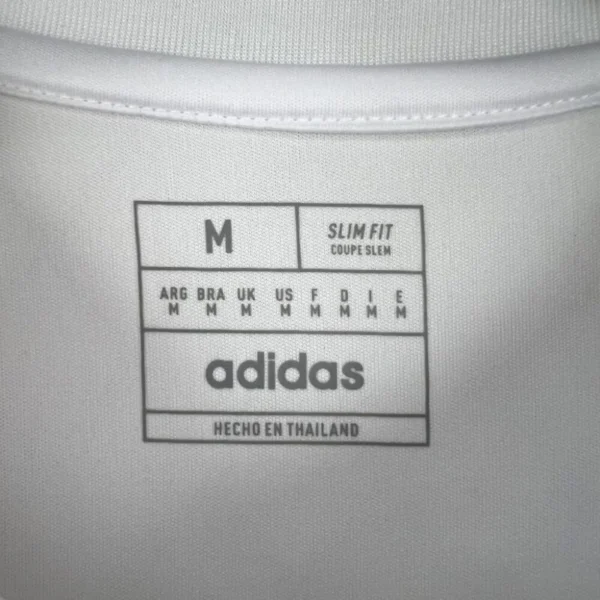 M
SLIM FIT
COUPE SLEM
ARG BRA UK US F D I E
M M M M M M M M
adidas
HECHO EN THAILAND